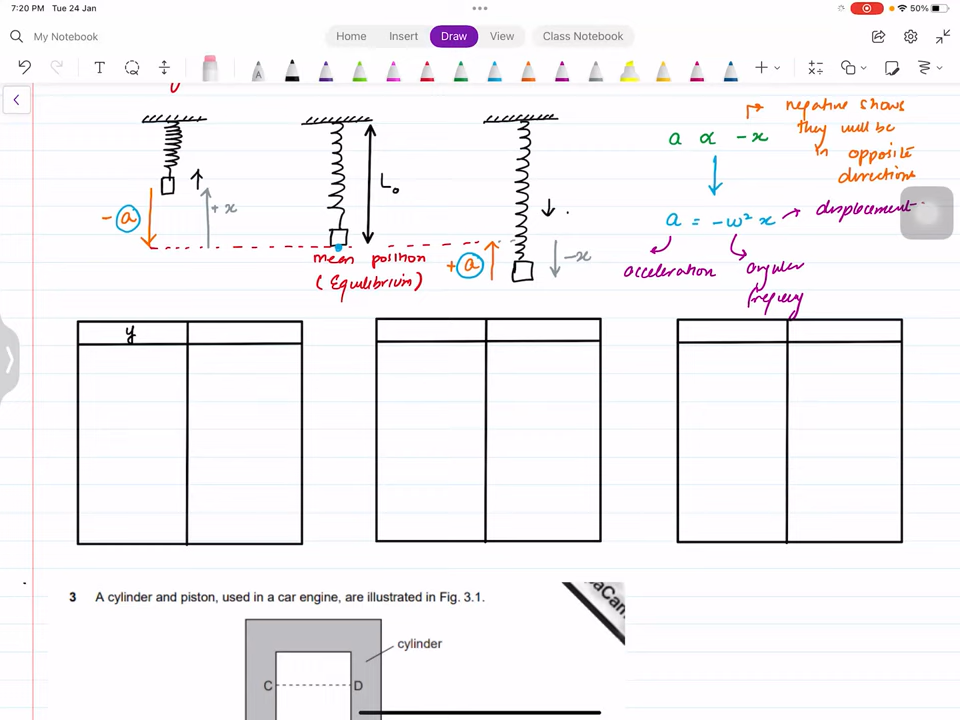 7:20 PM Tue 24 Jan
50%
My Notebook
Home Insert Draw View Class Notebook
T
A
negative shows
they will be
in opposite
directions
a α -x
a = -ω² x
displacement
acceleration
angular
L₀
+x
-a
mean position
(Equilibrium)
+a
-x
y
3 A cylinder and piston, used in a car engine, are illustrated in Fig. 3.1.
cylinder
C D